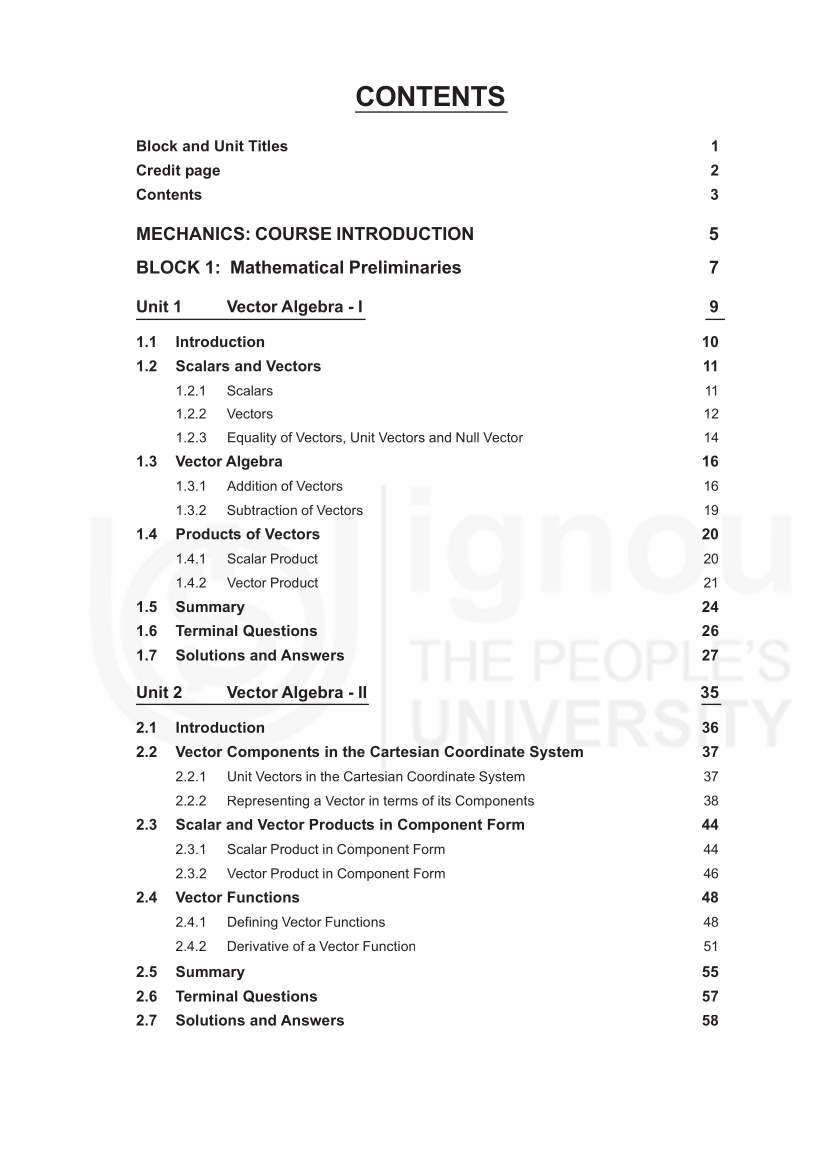 CONTENTS
Block and Unit Titles 1
Credit page 2
Contents 3
MECHANICS: COURSE INTRODUCTION 5
BLOCK 1: Mathematical Preliminaries 7
Unit 1 Vector Algebra - I 9
1.1 Introduction 10
1.2 Scalars and Vectors 11
1.2.1 Scalars 11
1.2.2 Vectors 12
1.2.3 Equality of Vectors, Unit Vectors and Null Vector 14
1.3 Vector Algebra 16
1.3.1 Addition of Vectors 16
1.3.2 Subtraction of Vectors 19
1.4 Products of Vectors 20
1.4.1 Scalar Product 20
1.4.2 Vector Product 21
1.5 Summary 24
1.6 Terminal Questions 26
1.7 Solutions and Answers 27
Unit 2 Vector Algebra - II 35
2.1 Introduction 36
2.2 Vector Components in the Cartesian Coordinate System 37
2.2.1 Unit Vectors in the Cartesian Coordinate System 37
2.2.2 Representing a Vector in terms of its Components 38
2.3 Scalar and Vector Products in Component Form 44
2.3.1 Scalar Product in Component Form 44
2.3.2 Vector Product in Component Form 46
2.4 Vector Functions 48
2.4.1 Defining Vector Functions 48
2.4.2 Derivative of a Vector Function 51
2.5 Summary 55
2.6 Terminal Questions 57
2.7 Solutions and Answers 58
ignou
THE PEOPLE'S
UNIVERSITY